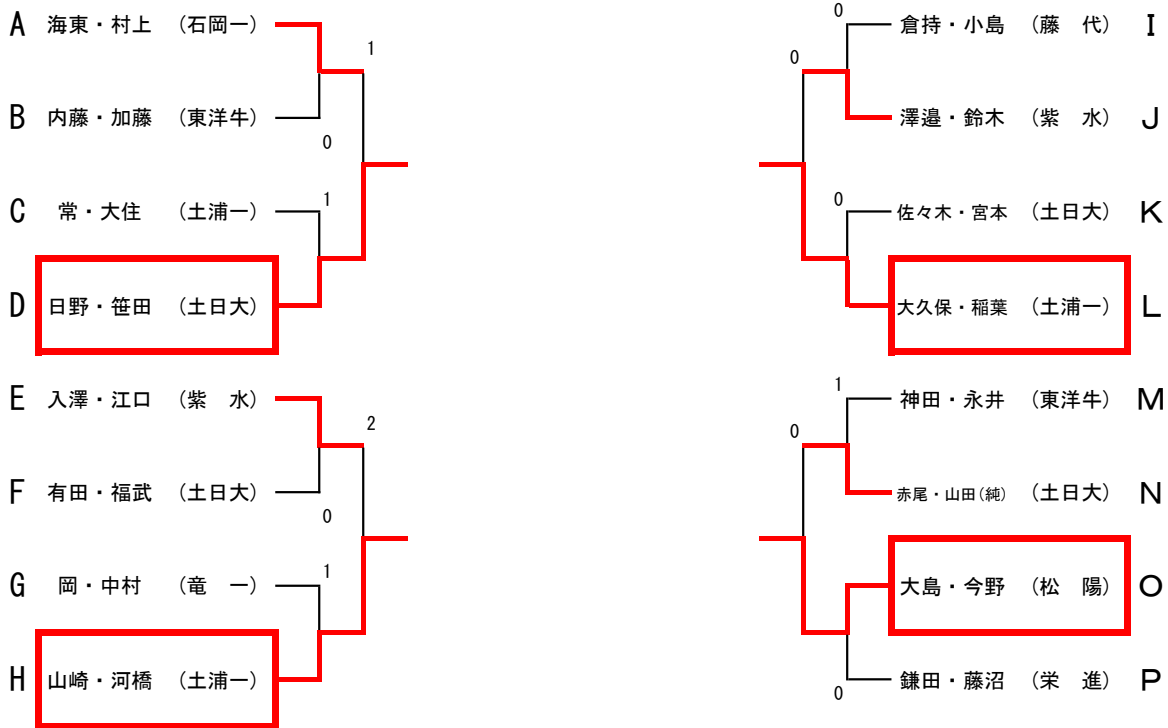 A 海東・村上 (石岡一)
1
B 内藤・加藤 (東洋牛)
0
C 常・大住 (土浦一)
1
D 日野・笹田 (土日大)
E 入澤・江口 (紫 水)
2
F 有田・福武 (土日大)
0
G 岡・中村 (竜 一)
1
H 山崎・河橋 (土浦一)
0
倉持・小島 (藤 代) I
0
澤邉・鈴木 (紫 水) J
0
佐々木・宮本 (土日大) K
大久保・稲葉 (土浦一) L
1
神田・永井 (東洋牛) M
0
赤尾・山田(純) (土日大) N
大島・今野 (松 陽) O
0
鎌田・藤沼 (栄 進) P